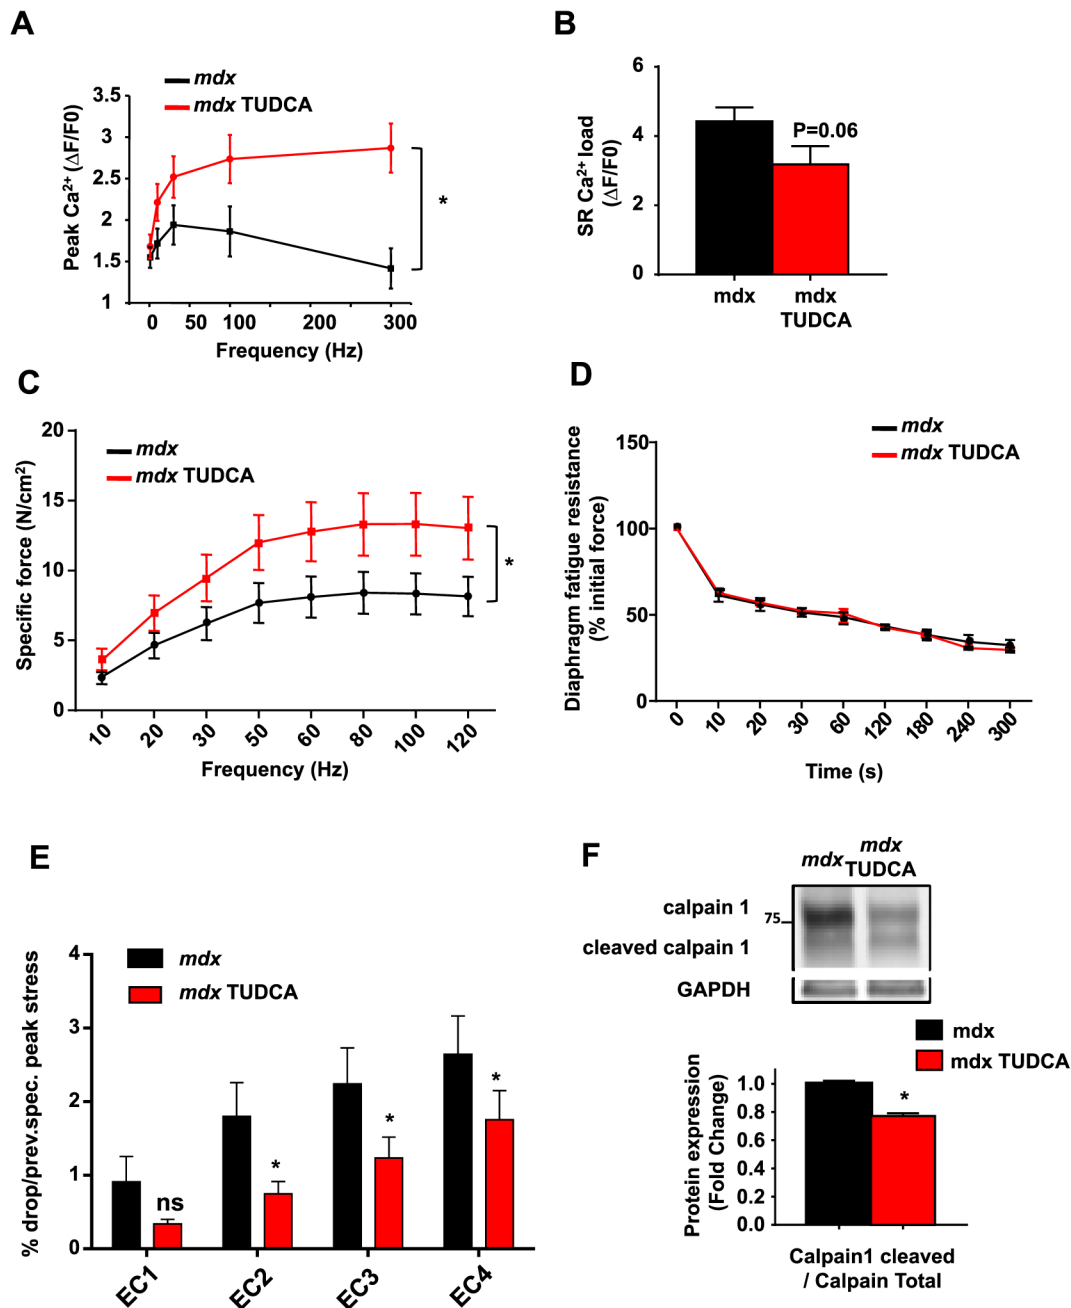 A
mdx
mdx TUDCA
Peak Ca²⁺ (ΔF/F0)
3.5
3
2.5
2
1.5
1
*
0
50
100
200
300
Frequency (Hz)
B
SR Ca²⁺ load
(ΔF/F0)
6
4
2
0
P=0.06
mdx
mdx
TUDCA
C
mdx
mdx TUDCA
Specific force (N/cm²)
20
15
10
5
0
*
10
20
30
50
60
80
100
120
Frequency (Hz)
D
mdx
mdx TUDCA
Diaphragm fatigue resistance
(% initial force)
150
100
50
0
0
10
20
30
60
120
180
240
300
Time (s)
E
mdx
mdx TUDCA
% drop/prev.spec. peak stress
4
3
2
1
0
ns
*
*
*
EC1
EC2
EC3
EC4
F
mdx
mdx
TUDCA
calpain 1
75
cleaved calpain 1
GAPDH
mdx
mdx TUDCA
Protein expression
(Fold Change)
1.0
0.8
0.6
0.4
0.2
0.0
*
Calpain1 cleaved
/ Calpain Total